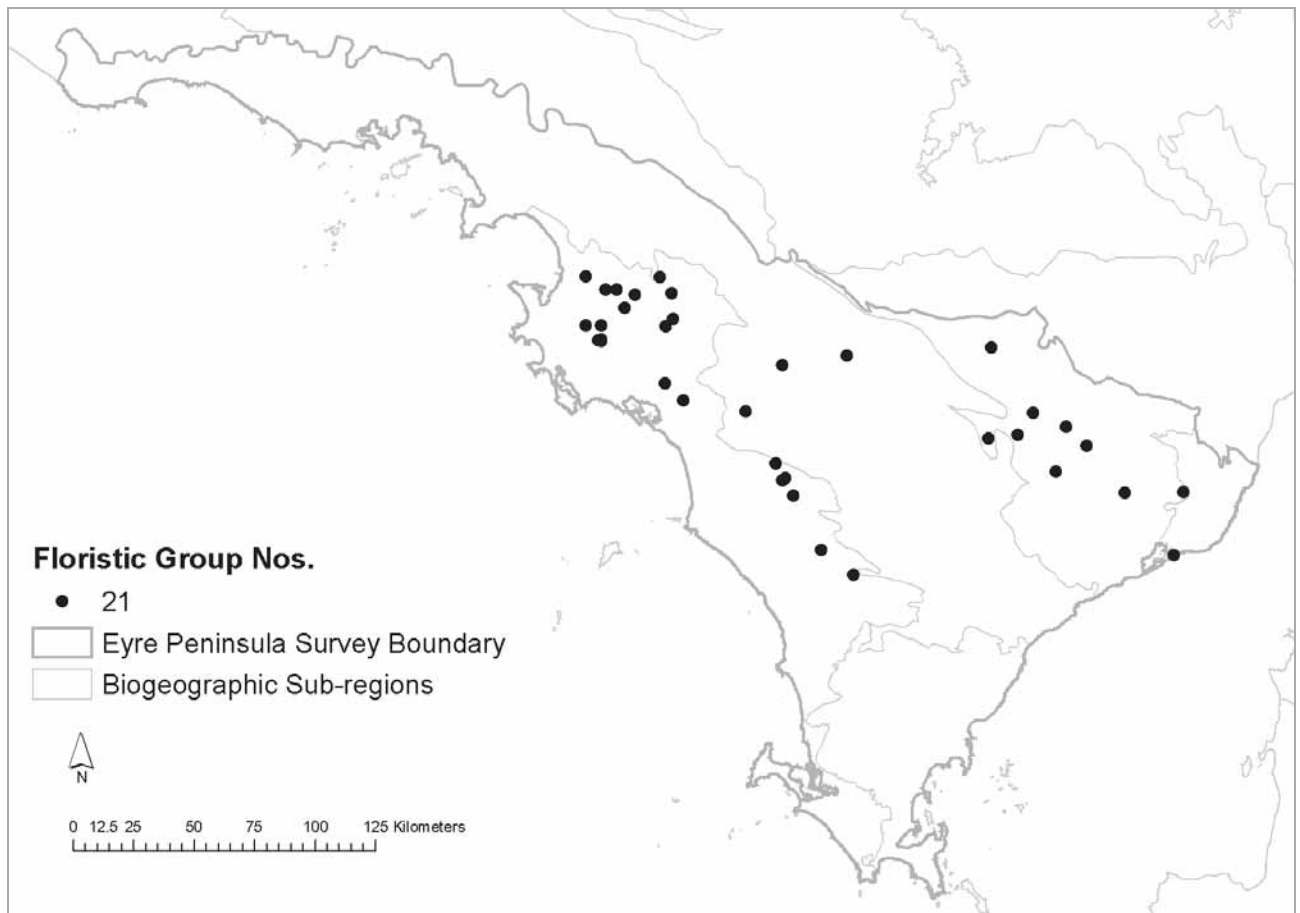 Floristic Group Nos.
21
Eyre Peninsula Survey Boundary
Biogeographic Sub-regions
N
0 12.5 25 50 75 100 125 Kilometers